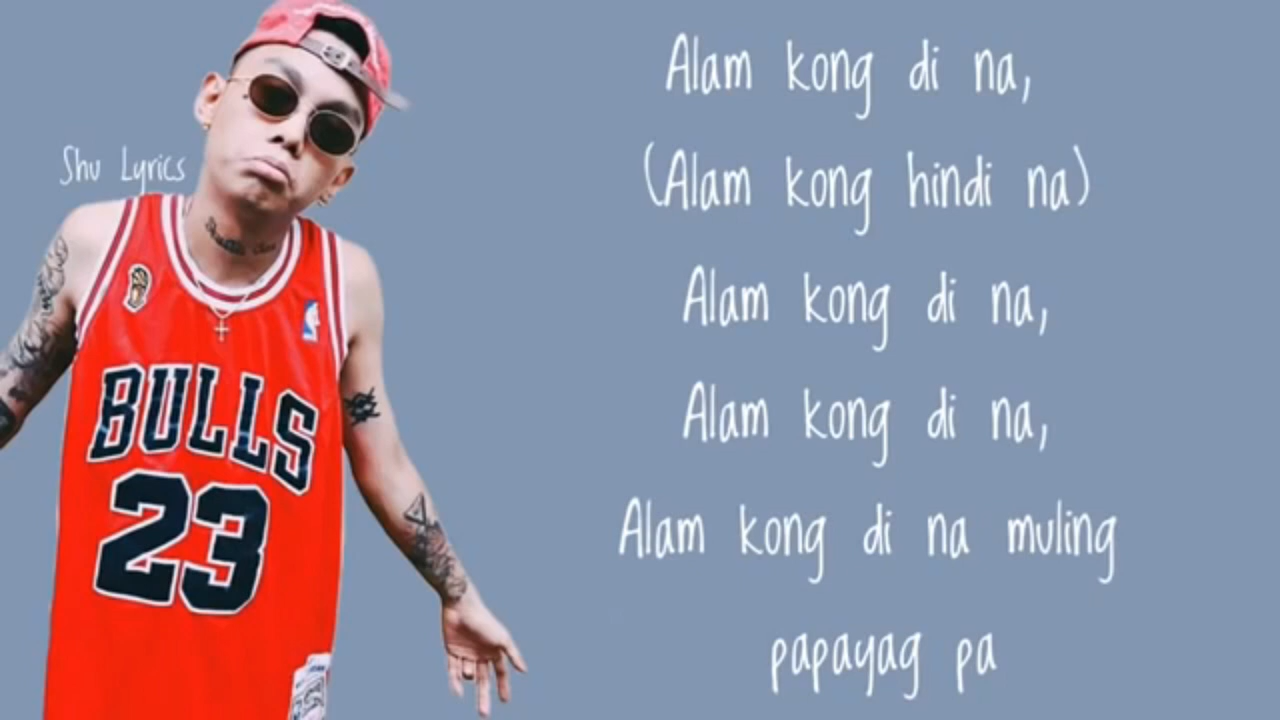 Shu Lyrics
BULLS
23
Alam kong di na,
(Alam kong hindi na)
Alam kong di na,
Alam kong di na,
Alam kong di na muling
papayag pa